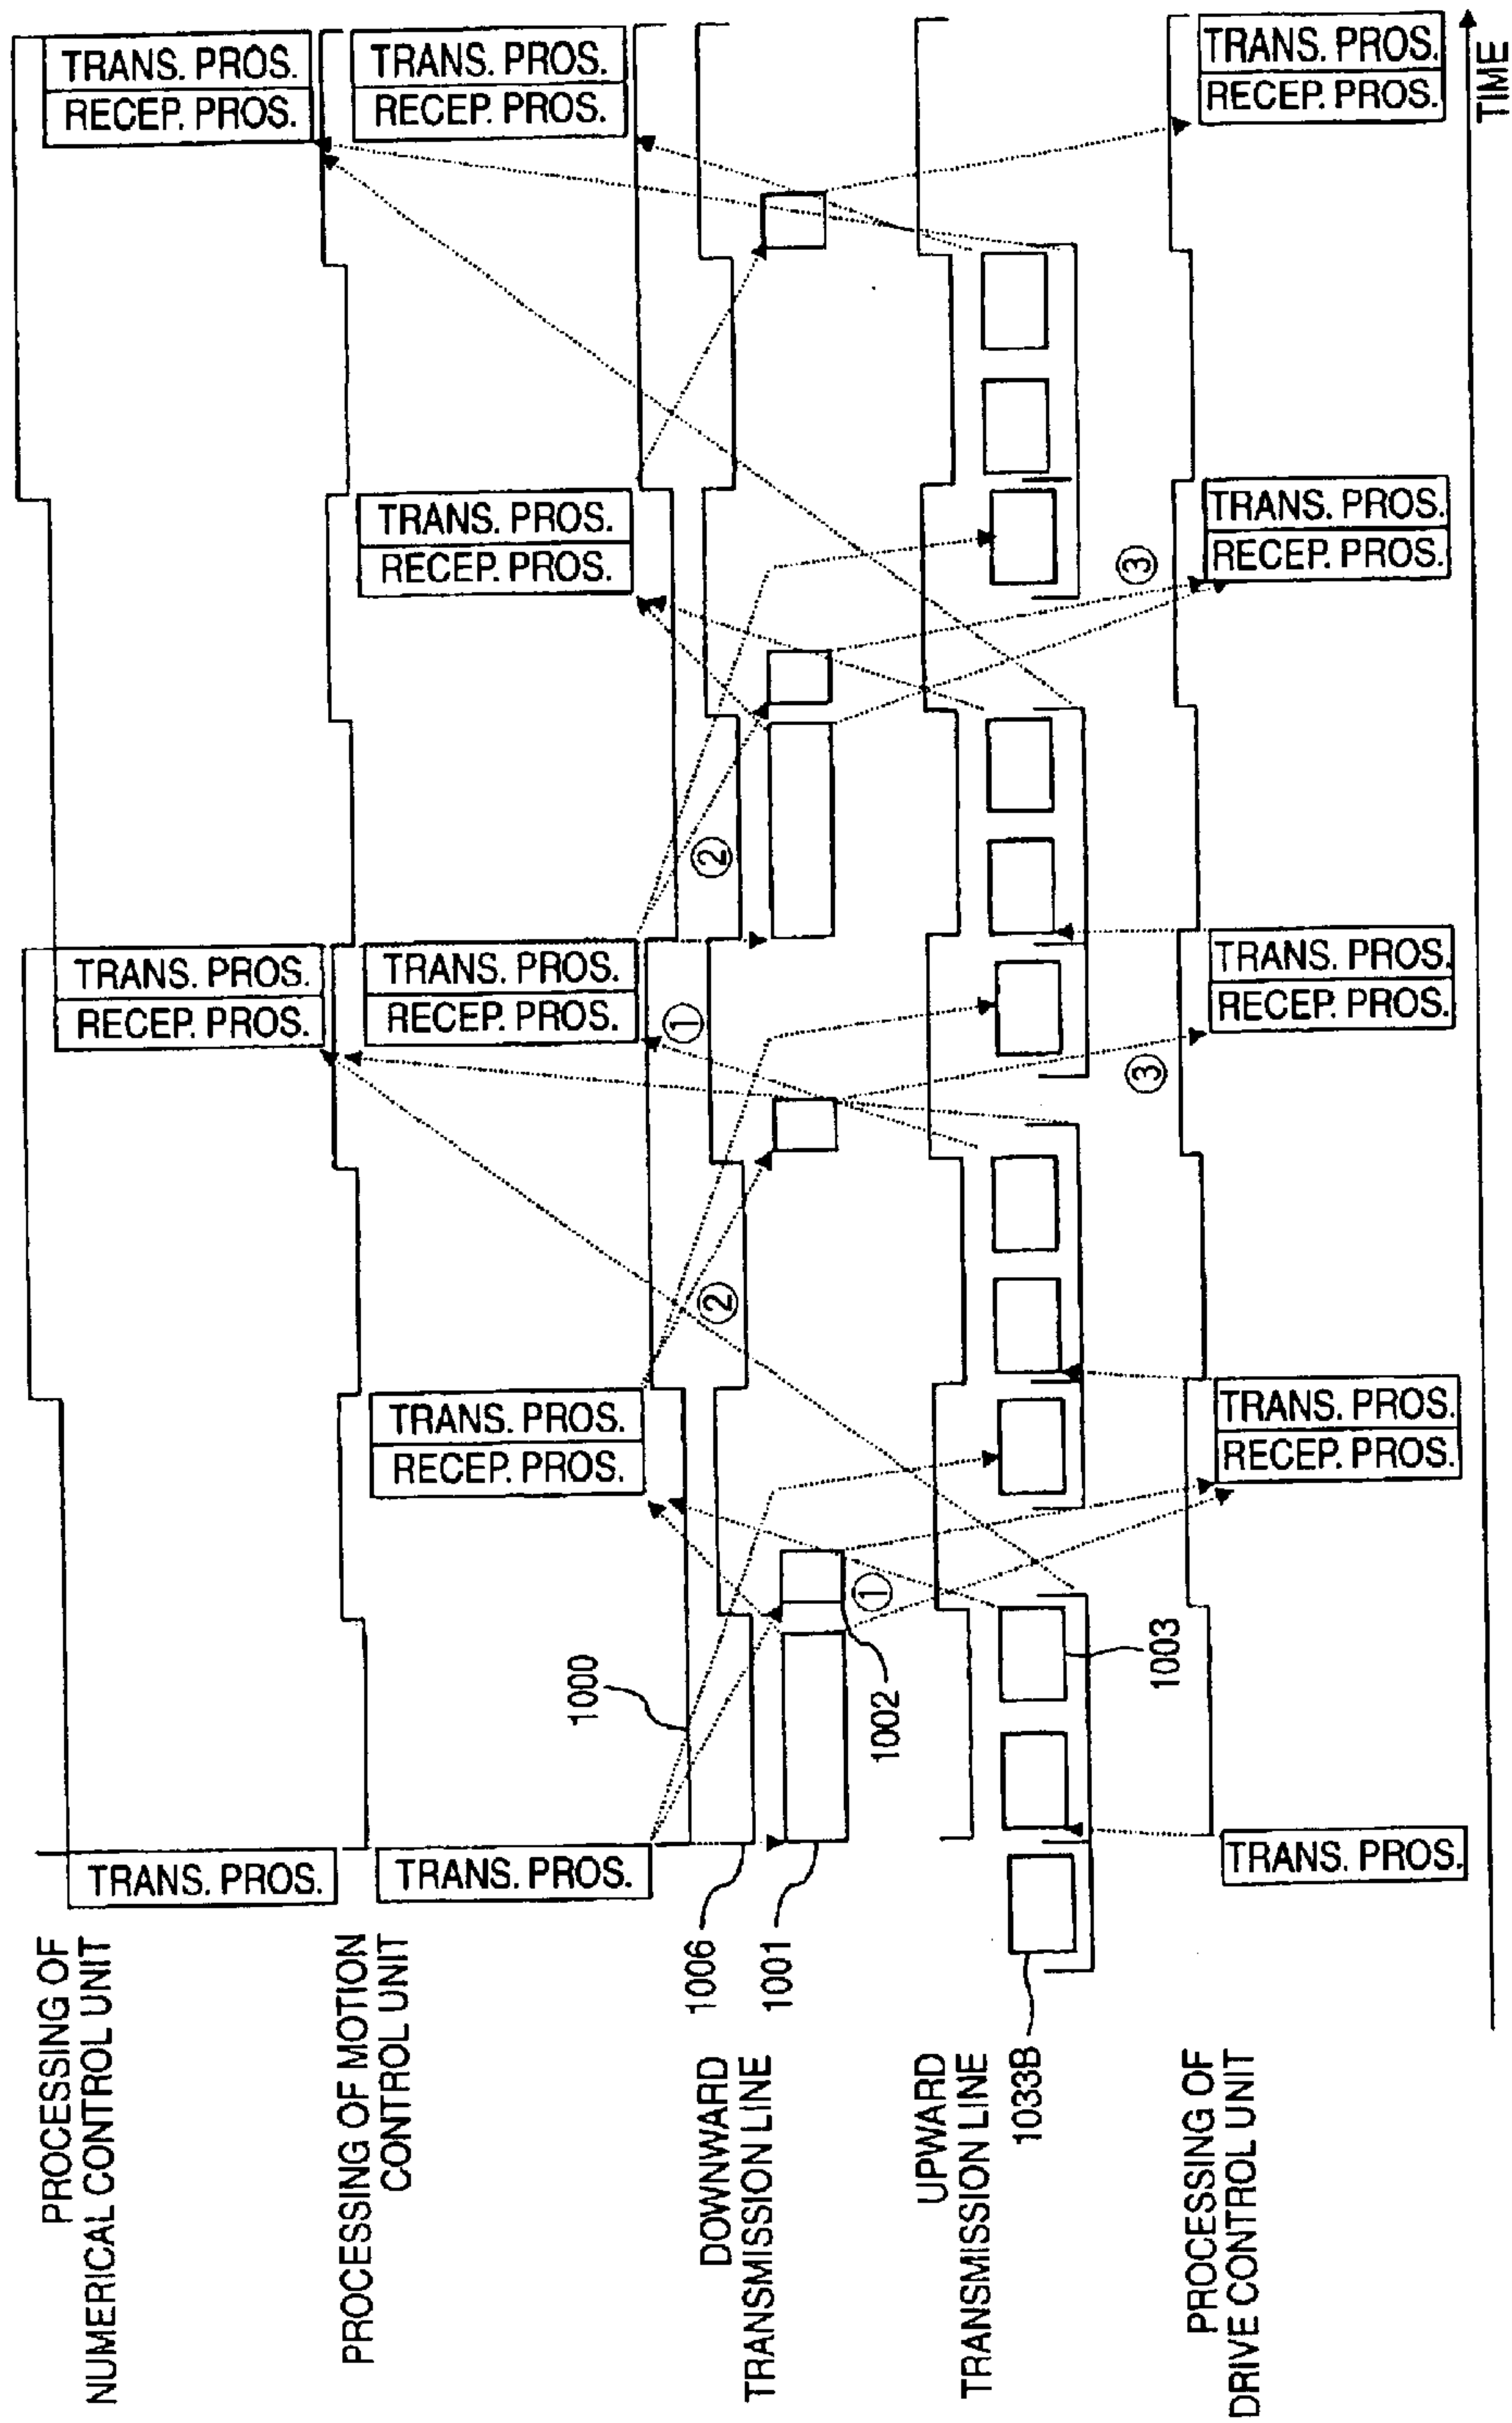 PROCESSING OF
NUMERICAL CONTROL UNIT
TRANS. PROS.
RECEP. PROS.
TRANS. PROS.
RECEP. PROS.
TRANS. PROS.
PROCESSING OF MOTION
CONTROL UNIT
TRANS. PROS.
RECEP. PROS.
TRANS. PROS.
RECEP. PROS.
TRANS. PROS.
RECEP. PROS.
TRANS. PROS.
RECEP. PROS.
TRANS. PROS.
1000
①
②
②
1006
1001
DOWNWARD
TRANSMISSION LINE
①
1002
UPWARD
TRANSMISSION LINE
1033B
1003
③
③
PROCESSING OF
DRIVE CONTROL UNIT
TRANS. PROS.
RECEP. PROS.
TRANS. PROS.
RECEP. PROS.
TRANS. PROS.
RECEP. PROS.
TRANS. PROS.
RECEP. PROS.
TRANS. PROS.
TIME